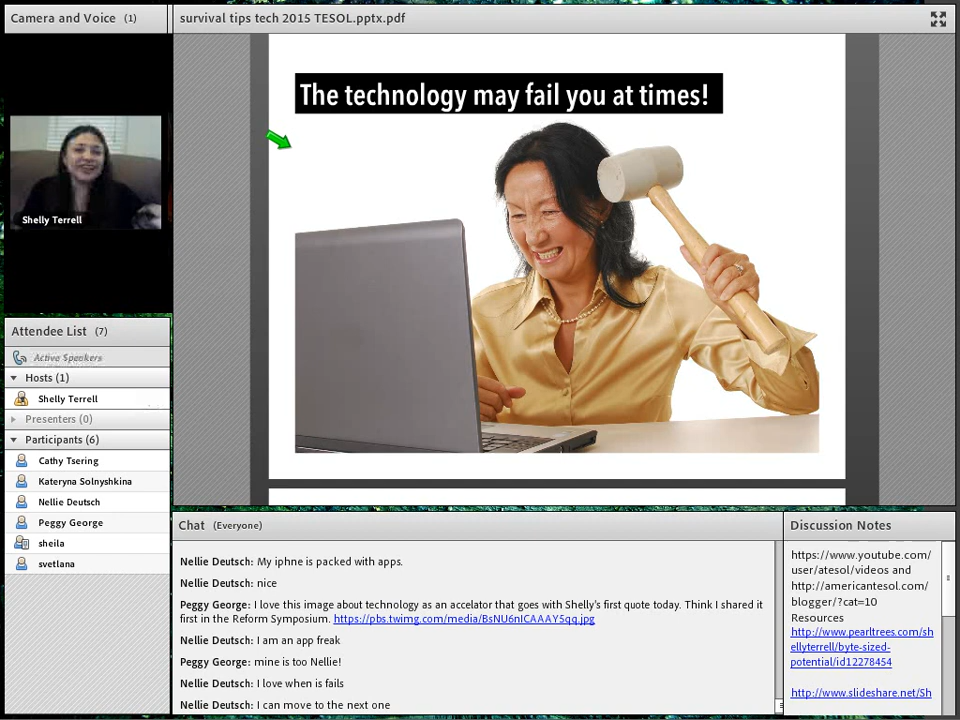 Camera and Voice (1)
survival tips tech 2015 TESOL.pptx.pdf
The technology may fail you at times!
Shelly Terrell
Attendee List (7)
Active Speakers
Hosts (1)
Shelly Terrell
Presenters (0)
Participants (6)
Cathy Tsering
Kateryna Solnyshkina
Nellie Deutsch
Peggy George
sheila
svetlana
Chat (Everyone)
Nellie Deutsch: My iphne is packed with apps.
Nellie Deutsch: nice
Peggy George: I love this image about technology as an accelator that goes with Shelly's first quote today. Think I shared it
first in the Reform Symposium. https://pbs.twimg.com/media/BsNU6nICAAAY5qq.jpg
Nellie Deutsch: I am an app freak
Peggy George: mine is too Nellie!
Nellie Deutsch: I love when is fails
Nellie Deutsch: I can move to the next one
Discussion Notes
https://www.youtube.com/
user/atesol/videos and
http://americantesol.com/
blogger/?cat=10
Resources
http://www.pearltrees.com/sh
ellyterrell/byte-sized-
potential/id12278454
http://www.slideshare.net/Sh